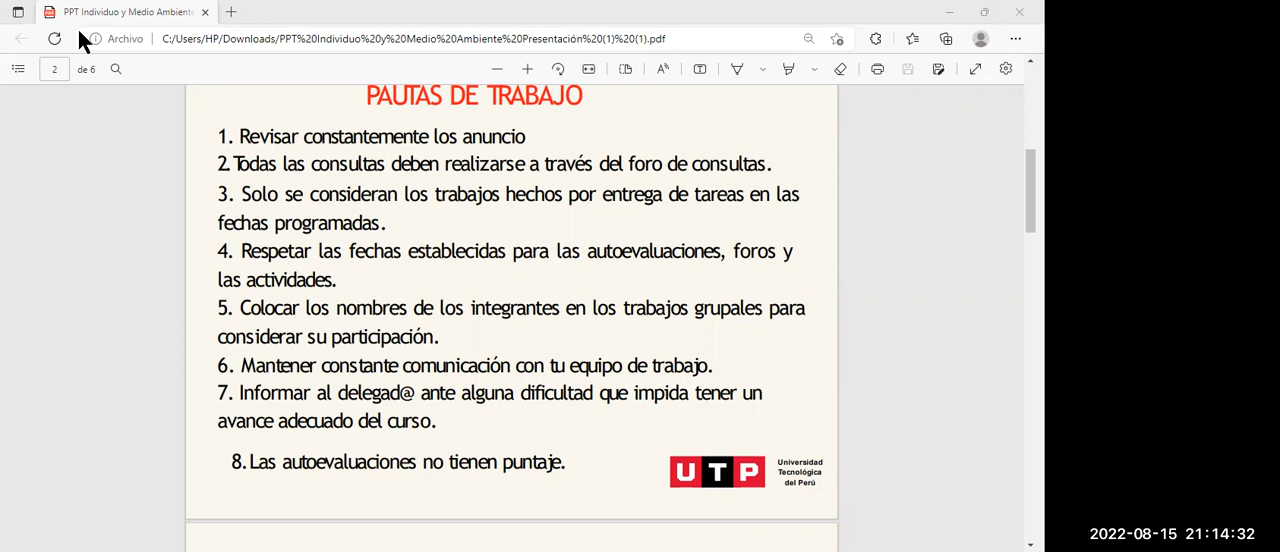 PPT Individuo y Medio Ambiente
Archivo
C:/Users/HP/Downloads/PPT%20Individuo%20y%20Medio%20Ambiente%20Presentación%20(1)%20(1).pdf
2
de 6
PAUTAS DE TRABAJO
1. Revisar constantemente los anuncio
2. Todas las consultas deben realizarse a través del foro de consultas.
3. Solo se consideran los trabajos hechos por entrega de tareas en las
fechas programadas.
4. Respetar las fechas establecidas para las autoevaluaciones, foros y
las actividades.
5. Colocar los nombres de los integrantes en los trabajos grupales para
considerar su participación.
6. Mantener constante comunicación con tu equipo de trabajo.
7. Informar al delegad@ ante alguna dificultad que impida tener un
avance adecuado del curso.
8. Las autoevaluaciones no tienen puntaje.
UTP
Universidad
Tecnológica
del Perú
2022-08-15 21:14:32